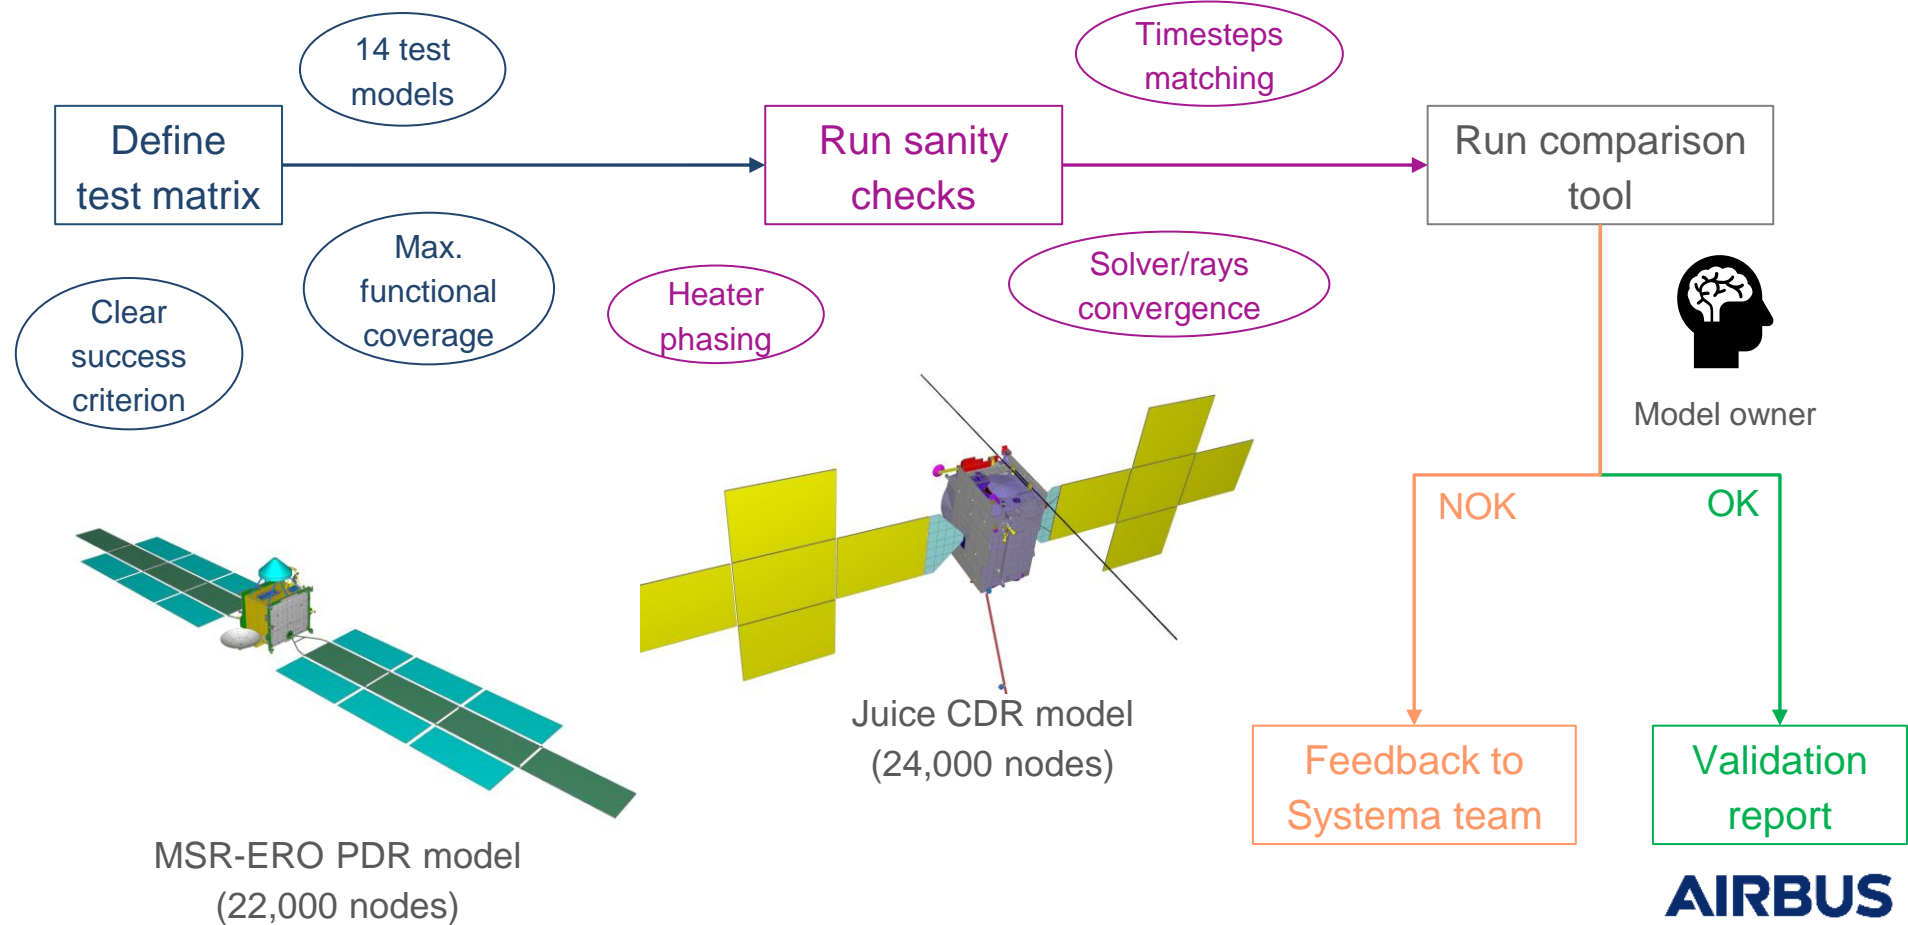 14 test
models
Timesteps
matching
Define
test matrix
Run sanity
checks
Run comparison
tool
Max.
functional
coverage
Clear
success
criterion
Heater
phasing
Solver/rays
convergence
Model owner
NOK
OK
Juice CDR model
(24,000 nodes)
Feedback to
Systema team
Validation
report
MSR-ERO PDR model
(22,000 nodes)
AIRBUS